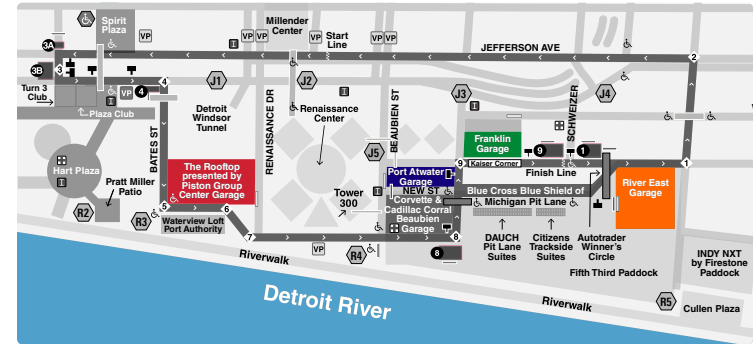 Spirit
Plaza
VP
Millender
Center
VP VP
Start
Line
VP
VP VP
3A
JEFFERSON AVE
2
3B
3
Turn 3
Club
VP
4
4
J1
J2
J3
J4
Plaza Club
Detroit
Windsor
Tunnel
RENAISSANCE DR
Renaissance
Center
BEAUBIEN ST
SCHWEIZER
BATES ST
J5
Franklin
Garage
9
1
9
Kaiser Corner
Finish Line
1
Hart Plaza
Pratt Miller
Patio
The Rooftop
presented by
Piston Group
Center Garage
Port Atwater
Garage
NEW ST
Blue Cross Blue Shield of
Michigan Pit Lane
River East
Garage
Tower
300
Corvette &
Cadillac Corral
Beaubien
Garage
R2
R3
5
6
Waterview Loft
Port Authority
7
VP
R4
8
8
DAUCH
Pit Lane
Suites
Citizens
Trackside
Suites
Autotrader
Winner's
Circle
Fifth Third Paddock
INDY NXT
by Firestone
Paddock
Riverwalk
Detroit River
Riverwalk
R5
Cullen Plaza